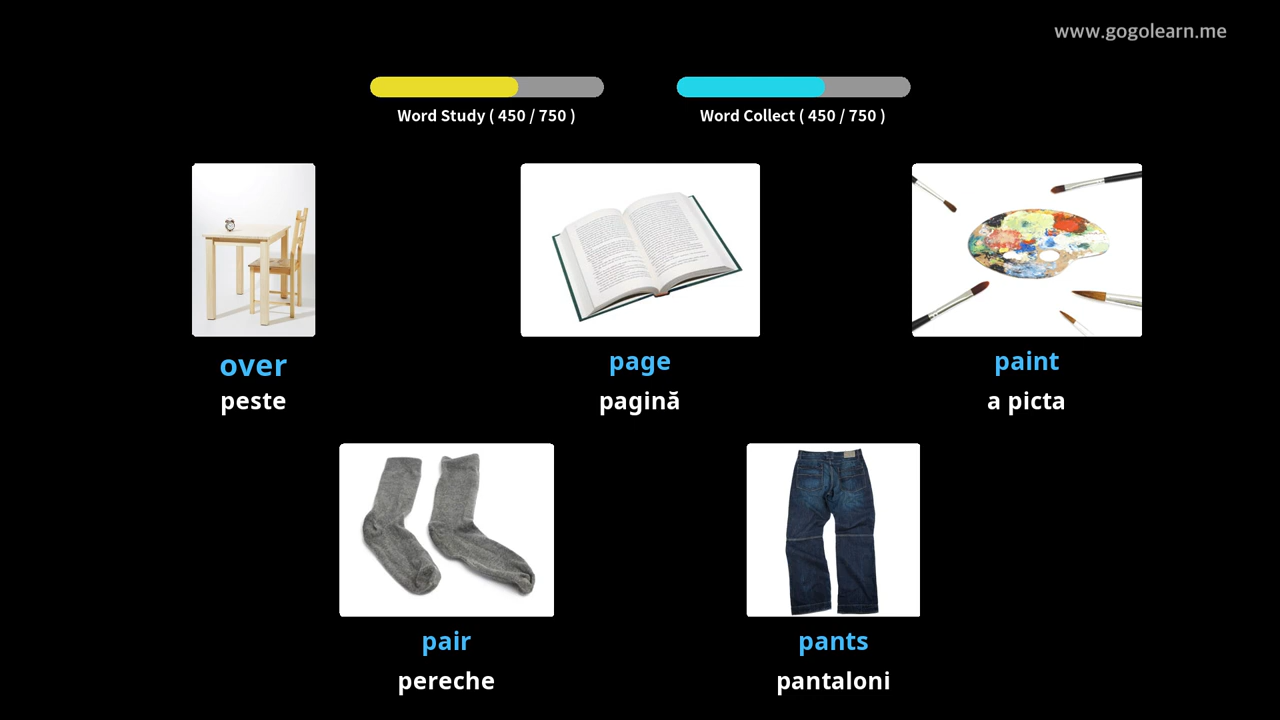 www.gogolearn.me
Word Study ( 450 / 750 )
Word Collect ( 450 / 750 )
over
peste
page
pagină
paint
a picta
pair
pereche
pants
pantaloni